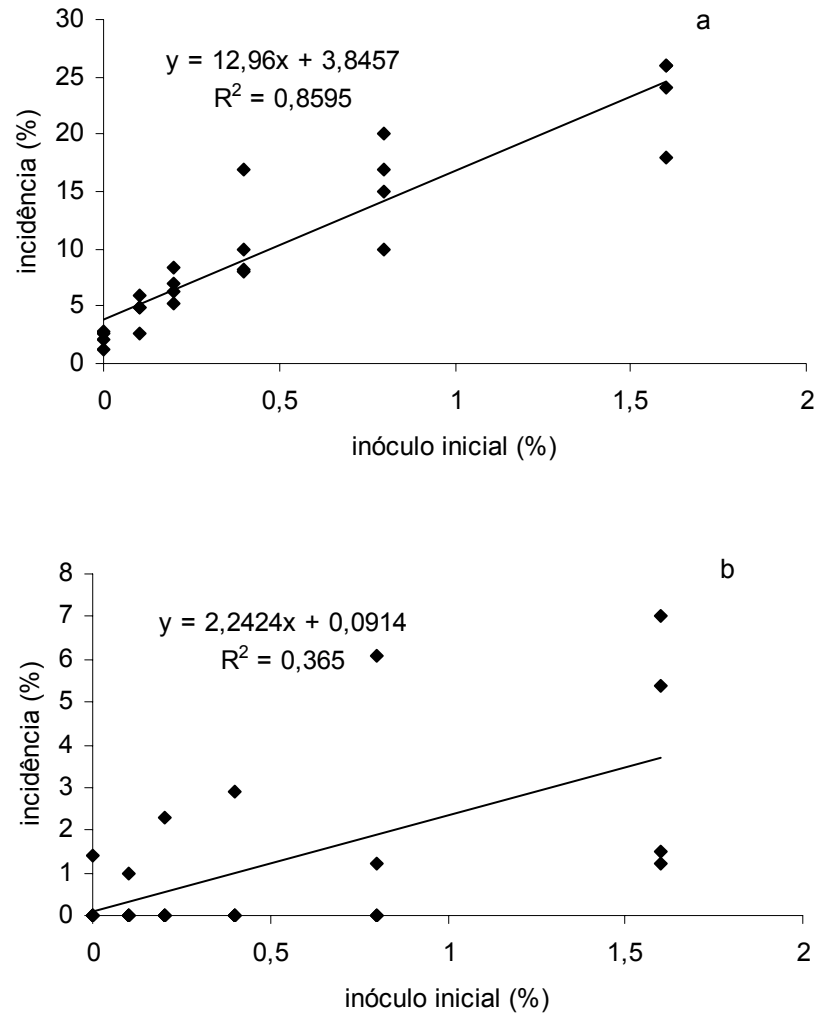 a
y = 12,96x + 3,8457
R² = 0,8595
incidência (%)
30
25
20
15
10
5
0
0 0,5 1 1,5 2
inóculo inicial (%)
b
y = 2,2424x + 0,0914
R² = 0,365
incidência (%)
8
7
6
5
4
3
2
1
0
0 0,5 1 1,5 2
inóculo inicial (%)